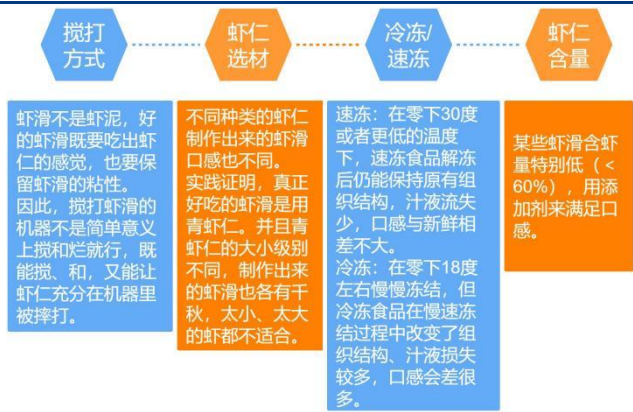 搅打
方式
虾仁
选材
冷冻/
速冻
虾仁
含量
虾滑不是虾泥，好
的虾滑既要吃出虾
仁的感觉，也要保
留虾滑的粘性。
因此，搅打虾滑的
机器不是简单意义
上搅和烂就行，既
能搅、和，又能让
虾仁充分在机器里
被摔打。
不同种类的虾仁
制作出来的虾滑
口感也不同。
实践证明，真正
好吃的虾滑是用
青虾仁。并且青
虾仁的大小级别
不同，制作出来
的虾滑也各有千
秋，太小、太大
的虾都不适合。
速冻：在零下30度
或者更低的温度
下，速冻食品解冻
后仍能保持原有组
织结构，汁液流失
少，口感与新鲜相
差不大。
冷冻：在零下18度
左右慢慢冻结，但
冷冻食品在慢速冻
结过程中改变了组
织结构、汁液损失
较多，口感会差很
多。
某些虾滑含虾
量特别低（<
60%），用添
加剂来满足口
感。